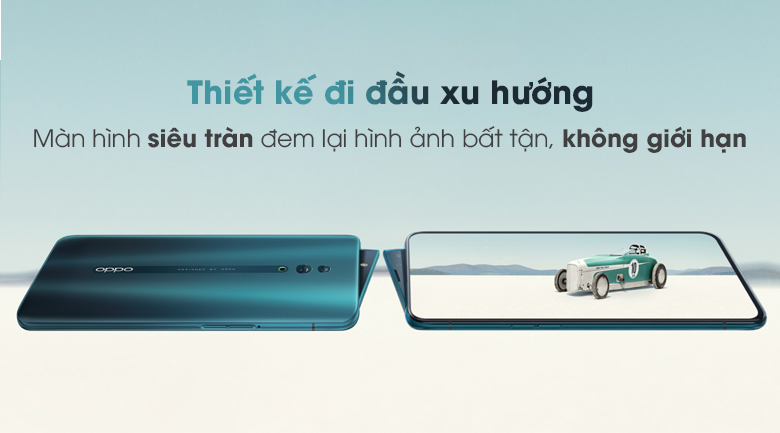 Thiết kế đi đầu xu hướng
Màn hình siêu tràn đem lại hình ảnh bất tận, không giới hạn
oppo
DESIGNED BY OPPO